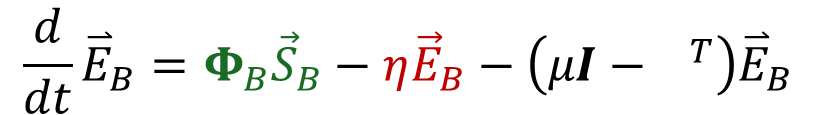 d/dt E⃗_B = Φ_B S⃗_B − ηE⃗_B − (μI −  ^T)E⃗_B